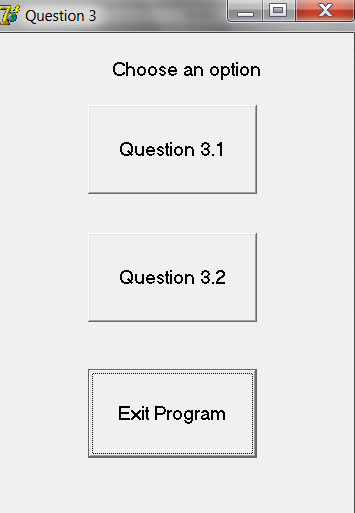 Question 3
Choose an option
Question 3.1
Question 3.2
Exit Program